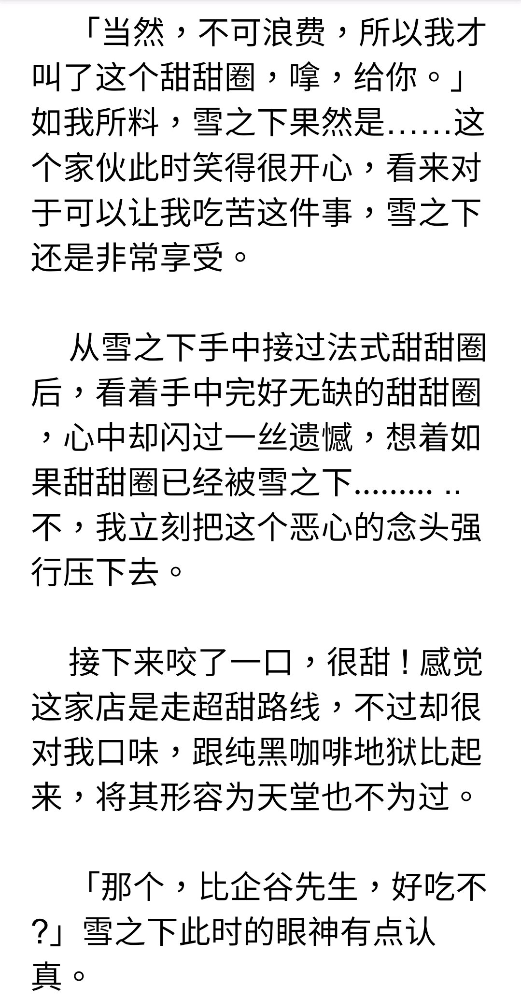 「当然，不可浪费，所以我才
叫了这个甜甜圈，嗱，给你。」
如我所料，雪之下果然是……这
个家伙此时笑得很开心，看来对
于可以让我吃苦这件事，雪之下
还是非常享受。
从雪之下手中接过法式甜甜圈
后，看着手中完好无缺的甜甜圈
，心中却闪过一丝遗憾，想着如
果甜甜圈已经被雪之下......... ..
不，我立刻把这个恶心的念头强
行压下去。
接下来咬了一口，很甜！感觉
这家店是走超甜路线，不过却很
对我口味，跟纯黑咖啡地狱比起
来，将其形容为天堂也不为过。
「那个，比企谷先生，好吃不
?」雪之下此时的眼神有点认
真。